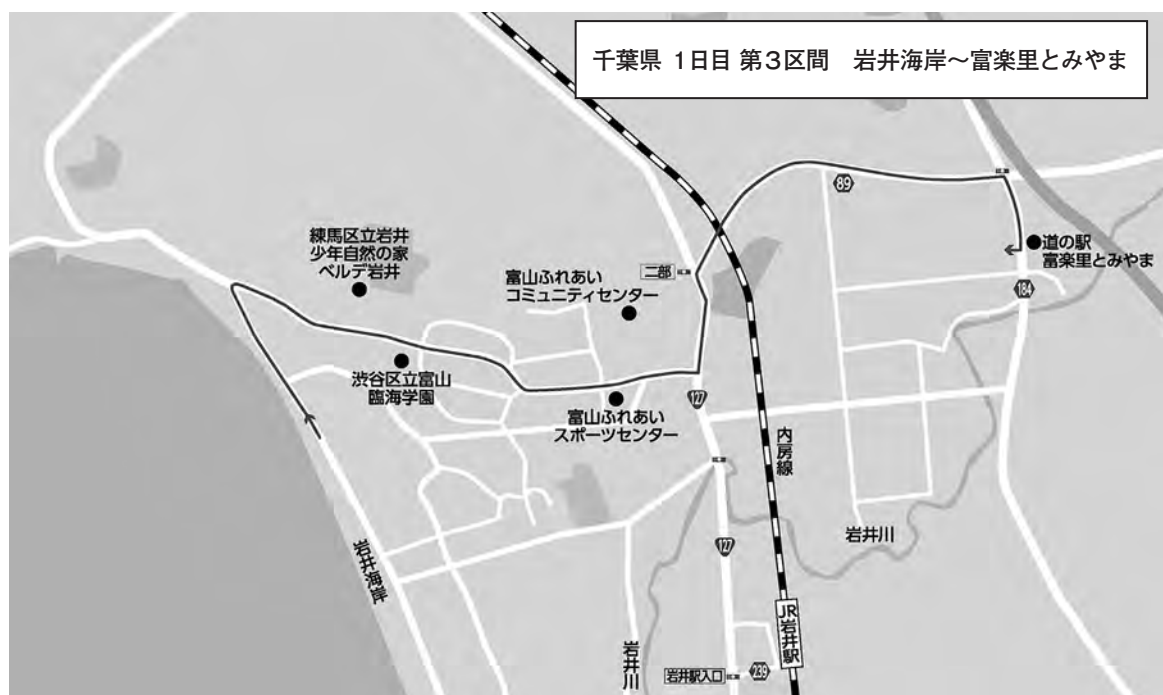 千葉県 1日目 第3区間　岩井海岸～富楽里とみやま
89
練馬区立岩井
少年自然の家
ベルデ岩井
二部
富山ふれあい
コミュニティセンター
道の駅
富楽里とみやま
184
渋谷区立富山
臨海学園
127
富山ふれあい
スポーツセンター
内房線
岩井川
127
岩井海岸
JR岩井駅
岩井川
岩井駅入口
239